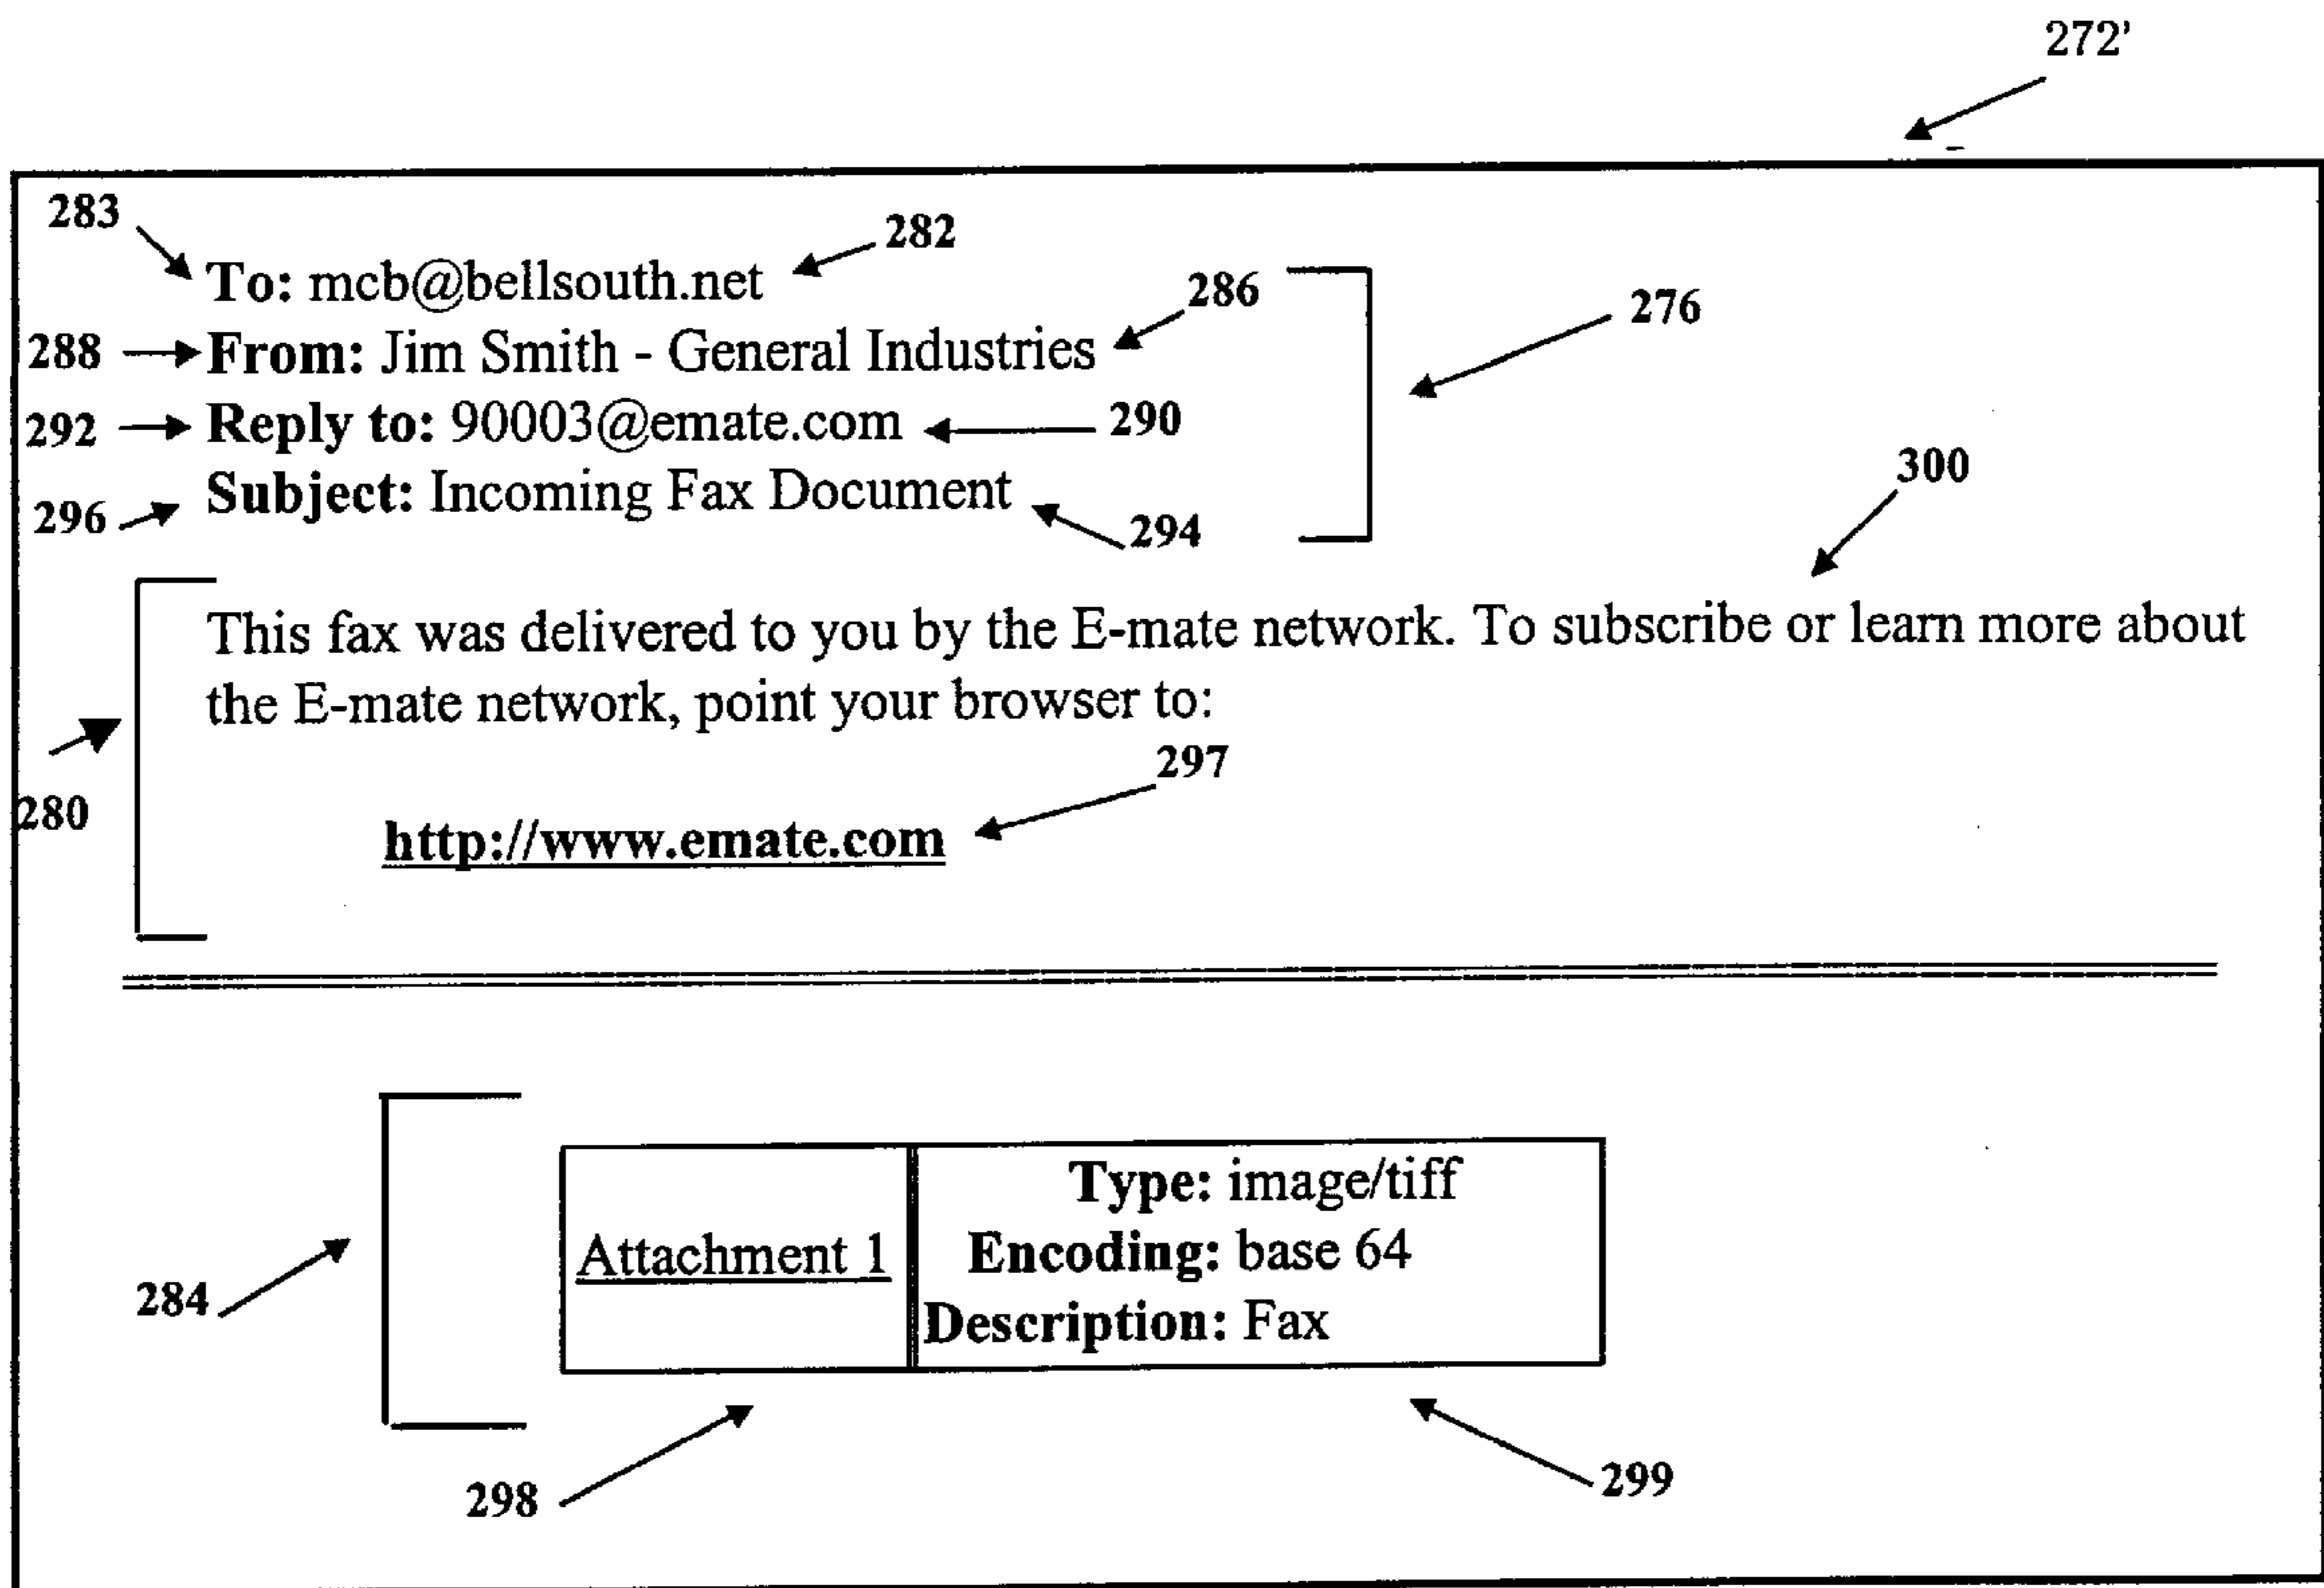 272'
283
282
To: mcb@bellsouth.net
286
276
288 From: Jim Smith - General Industries
292 Reply to: 90003@emate.com 290
300
296 Subject: Incoming Fax Document
294
This fax was delivered to you by the E-mate network. To subscribe or learn more about
the E-mate network, point your browser to:
297
280
http://www.emate.com
Type: image/tiff
Attachment 1 Encoding: base 64
284
Description: Fax
298
299